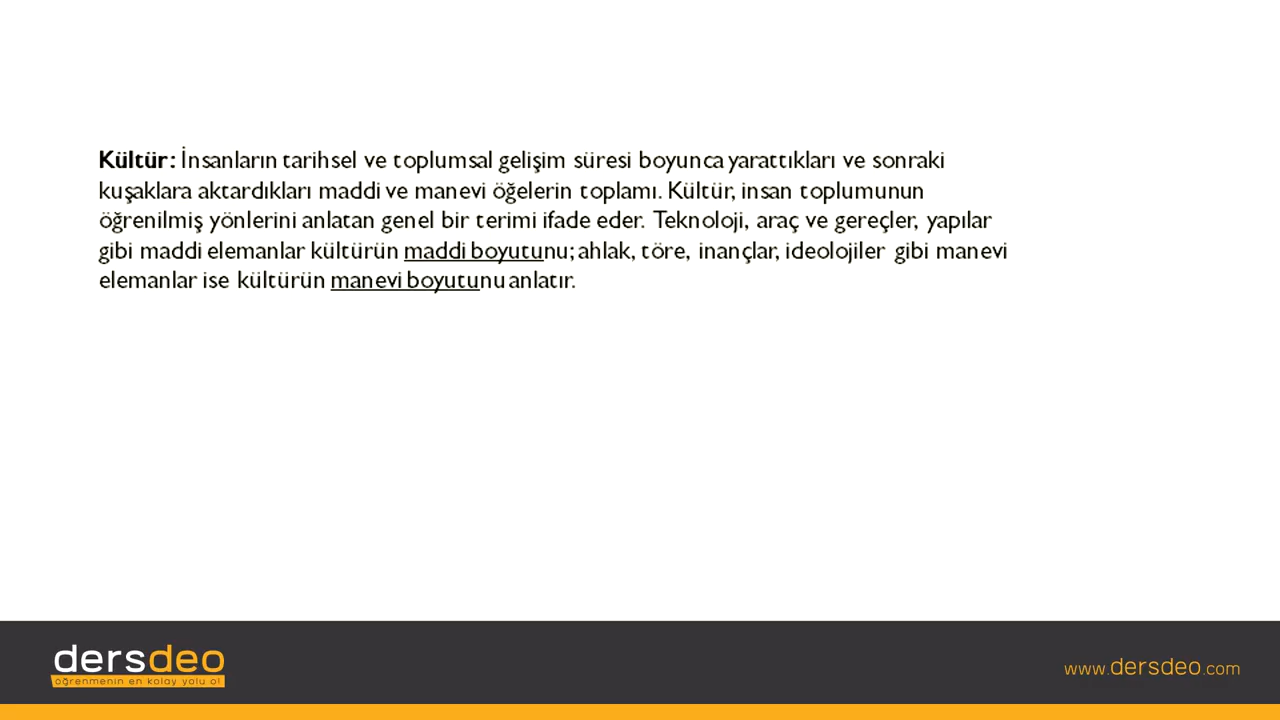 Kültür: İnsanların tarihsel ve toplumsal gelişim süresi boyunca yarattıkları ve sonraki
kuşaklara aktardıkları maddi ve manevi öğelerin toplamı. Kültür, insan toplumunun
öğrenilmiş yönlerini anlatan genel bir terimi ifade eder. Teknoloji, araç ve gereçler, yapılar
gibi maddi elemanlar kültürün maddi boyutunu; ahlak, töre, inançlar, ideolojiler gibi manevi
elemanlar ise kültürün manevi boyutunu anlatır.
dersdeo
öğrenmenin en kolay yolu o!
www.dersdeo.com